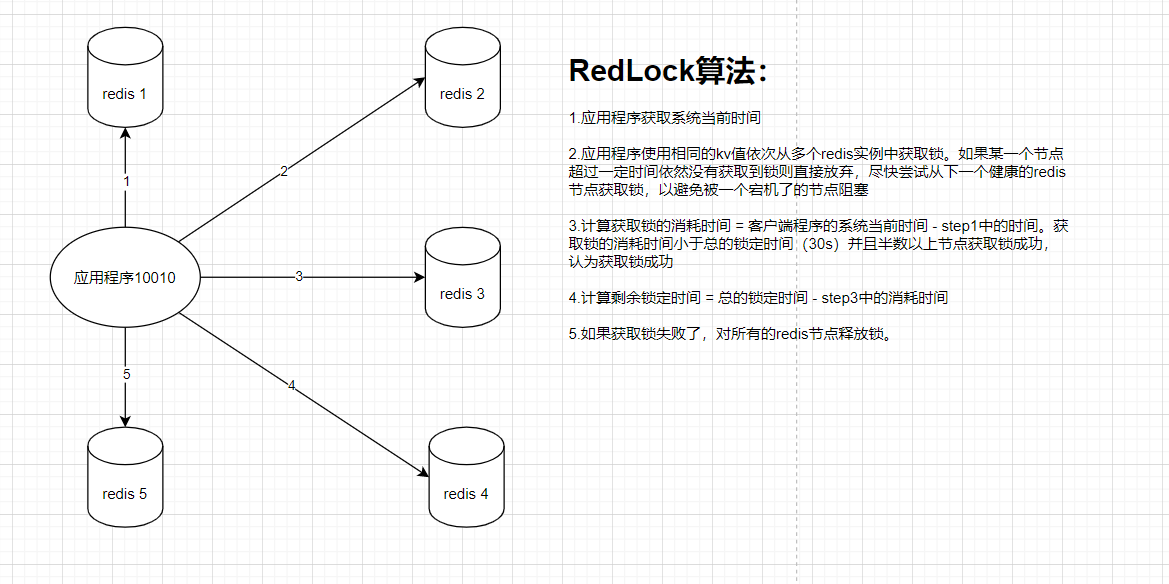 redis 1
redis 2
1
2
应用程序10010
3
redis 3
5
4
redis 5
redis 4
RedLock算法：
1.应用程序获取系统当前时间
2.应用程序使用相同的kv值依次从多个redis实例中获取锁。如果某一个节点
超过一定时间依然没有获取到锁则直接放弃，尽快尝试从下一个健康的redis
节点获取锁，以避免被一个宕机了的节点阻塞
3.计算获取锁的消耗时间 = 客户端程序的系统当前时间 - step1中的时间。获
取锁的消耗时间小于总的锁定时间（30s）并且半数以上节点获取锁成功，
认为获取锁成功
4.计算剩余锁定时间 = 总的锁定时间 - step3中的消耗时间
5.如果获取锁失败了，对所有的redis节点释放锁。